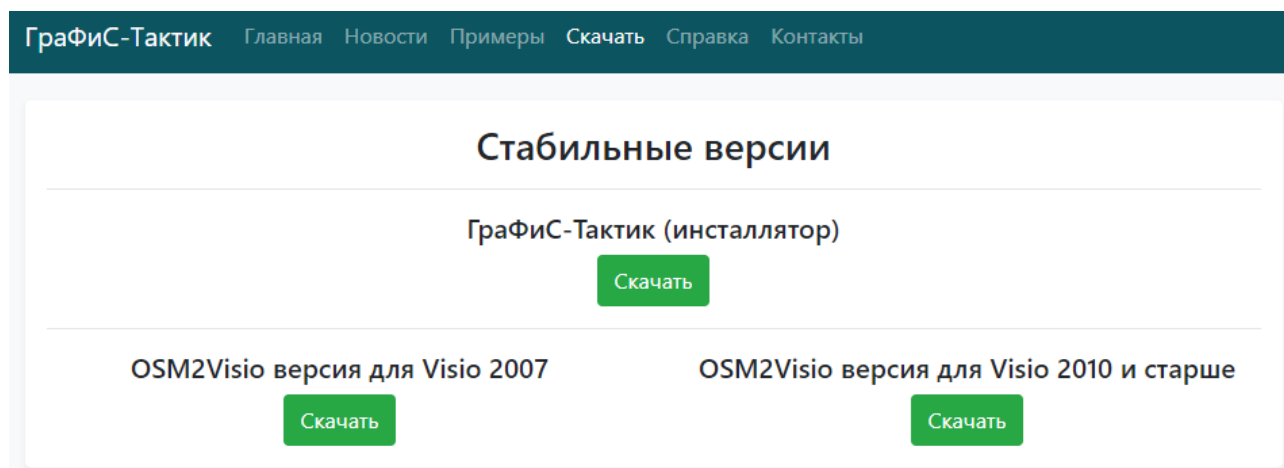 ГраФиС-Тактик Главная Новости Примеры Скачать Справка Контакты
Стабильные версии
ГраФиС-Тактик (инсталлятор)
Скачать
OSM2Visio версия для Visio 2007
Скачать
OSM2Visio версия для Visio 2010 и старше
Скачать